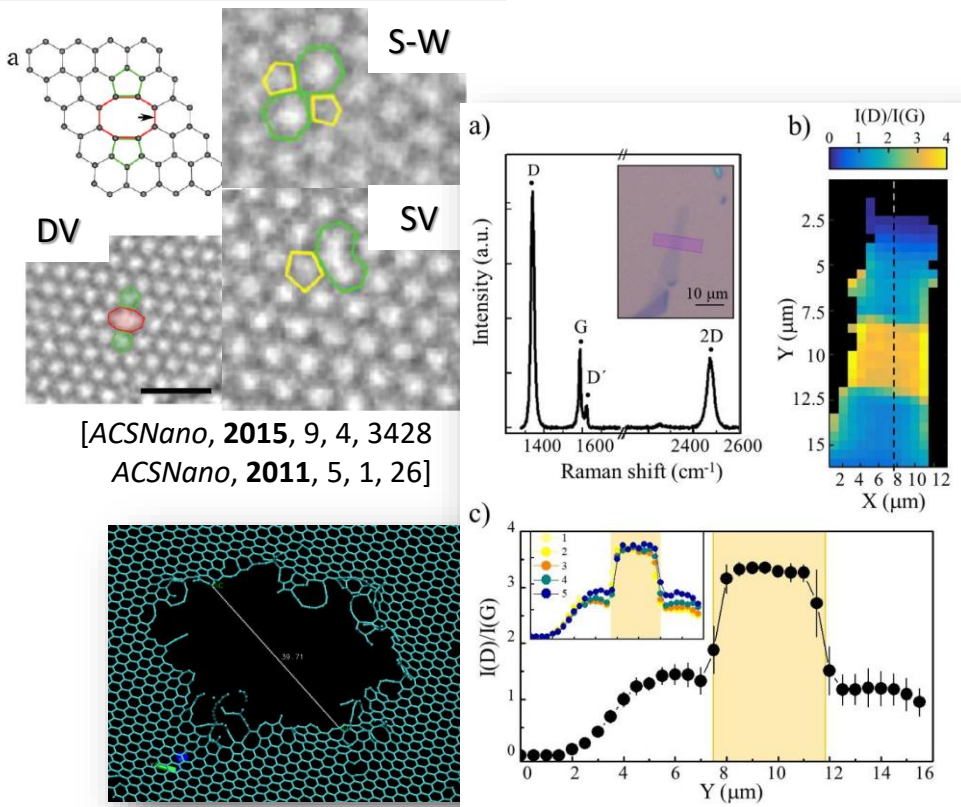 a
S-W
DV
SV
[ACSNano, 2015, 9, 4, 3428
ACSNano, 2011, 5, 1, 26]
39.71
a)
Intensity (a.u.)
D
G
D´
2D
10 µm
1400 1600 2400 2600
Raman shift (cm-1)
b)
I(D)/I(G)
0 1 2 3 4
Y (µm)
2.5
5
7.5
10
12.5
15
2 4 6 8 10 12
X (µm)
c)
I(D)/I(G)
4
3
2
1
0
1
2
3
4
5
0 2 4 6 8 10 12 14 16
Y (µm)